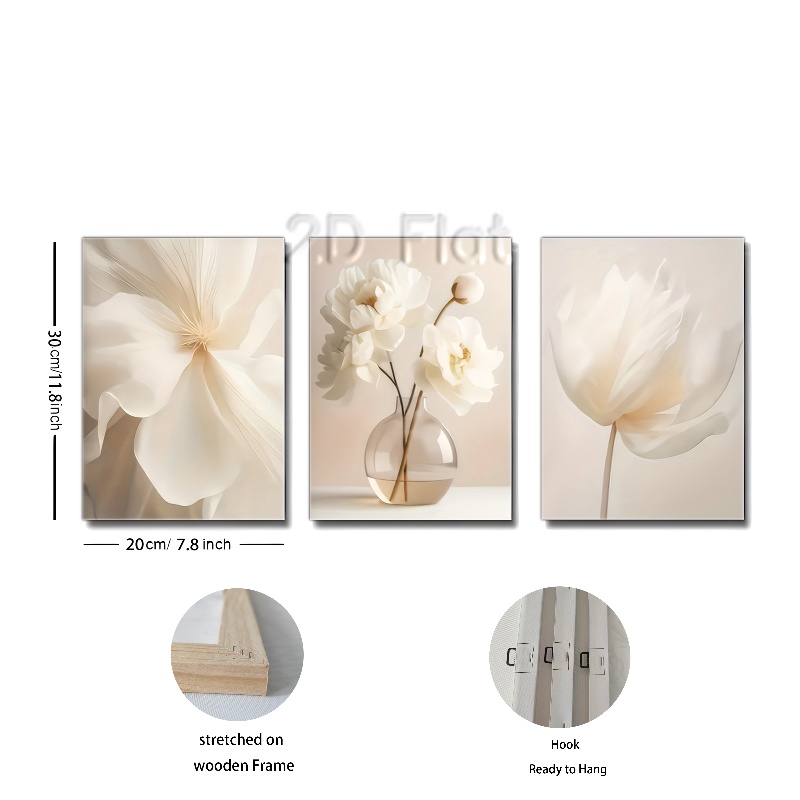 2D Flat
30cm/11.8inch
20cm/ 7.8 inch
stretched on
wooden Frame
Hook
Ready to Hang